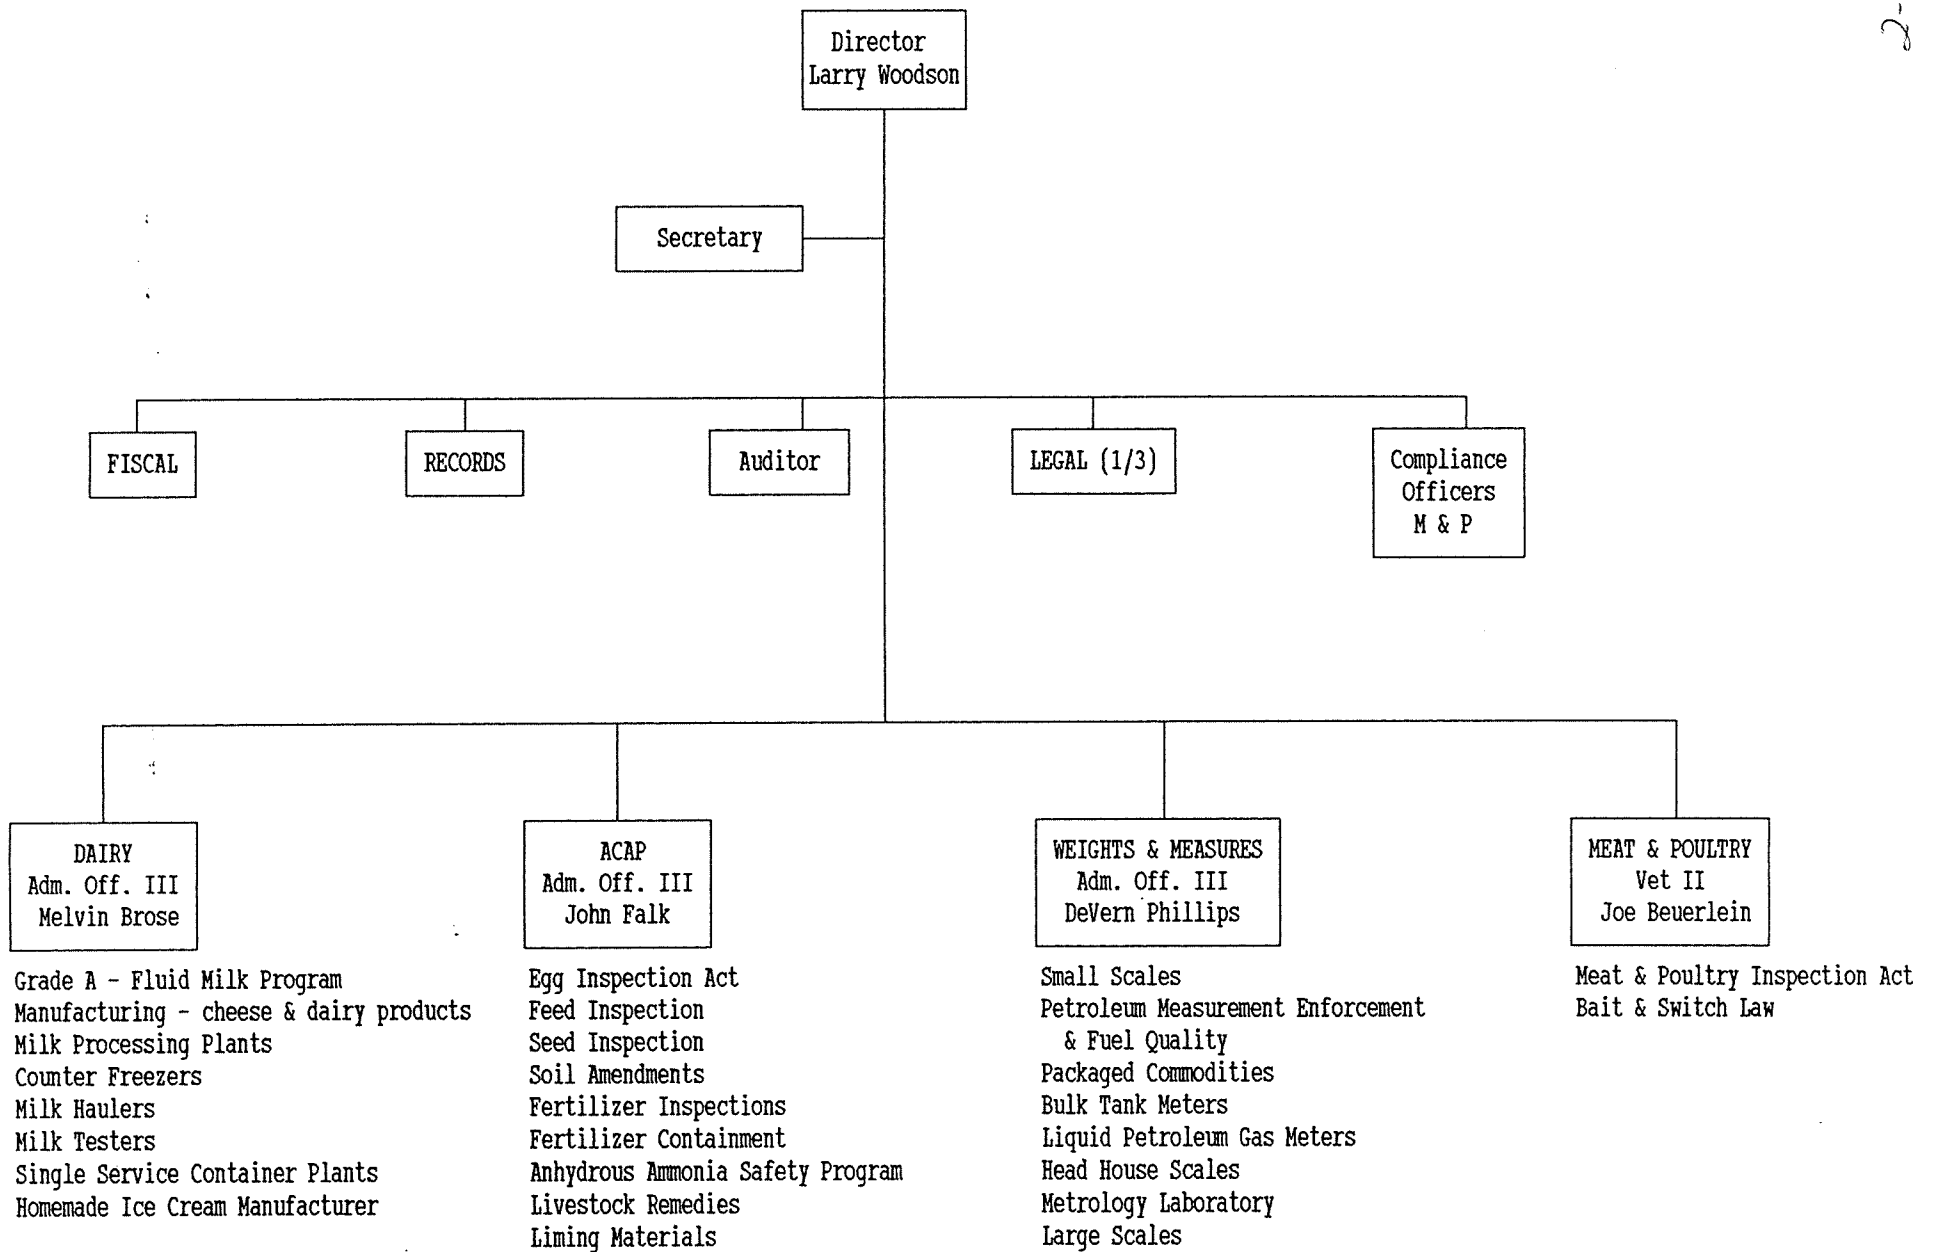 2-
Director
Larry Woodson
Secretary
FISCAL
RECORDS
Auditor
LEGAL (1/3)
Compliance
Officers
M & P
DAIRY
Adm. Off. III
Melvin Brose
ACAP
Adm. Off. III
John Falk
WEIGHTS & MEASURES
Adm. Off. III
DeVern Phillips
MEAT & POULTRY
Vet II
Joe Beuerlein
Grade A - Fluid Milk Program
Manufacturing - cheese & dairy products
Milk Processing Plants
Counter Freezers
Milk Haulers
Milk Testers
Single Service Container Plants
Homemade Ice Cream Manufacturer
Egg Inspection Act
Feed Inspection
Seed Inspection
Soil Amendments
Fertilizer Inspections
Fertilizer Containment
Anhydrous Ammonia Safety Program
Livestock Remedies
Liming Materials
Small Scales
Petroleum Measurement Enforcement
& Fuel Quality
Packaged Commodities
Bulk Tank Meters
Liquid Petroleum Gas Meters
Head House Scales
Metrology Laboratory
Large Scales
Meat & Poultry Inspection Act
Bait & Switch Law